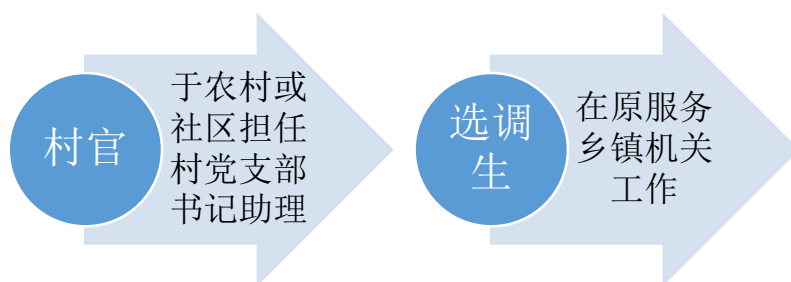 村官
于农村或
社区担任
村党支部
书记助理
选调
生
在原服务
乡镇机关
工作